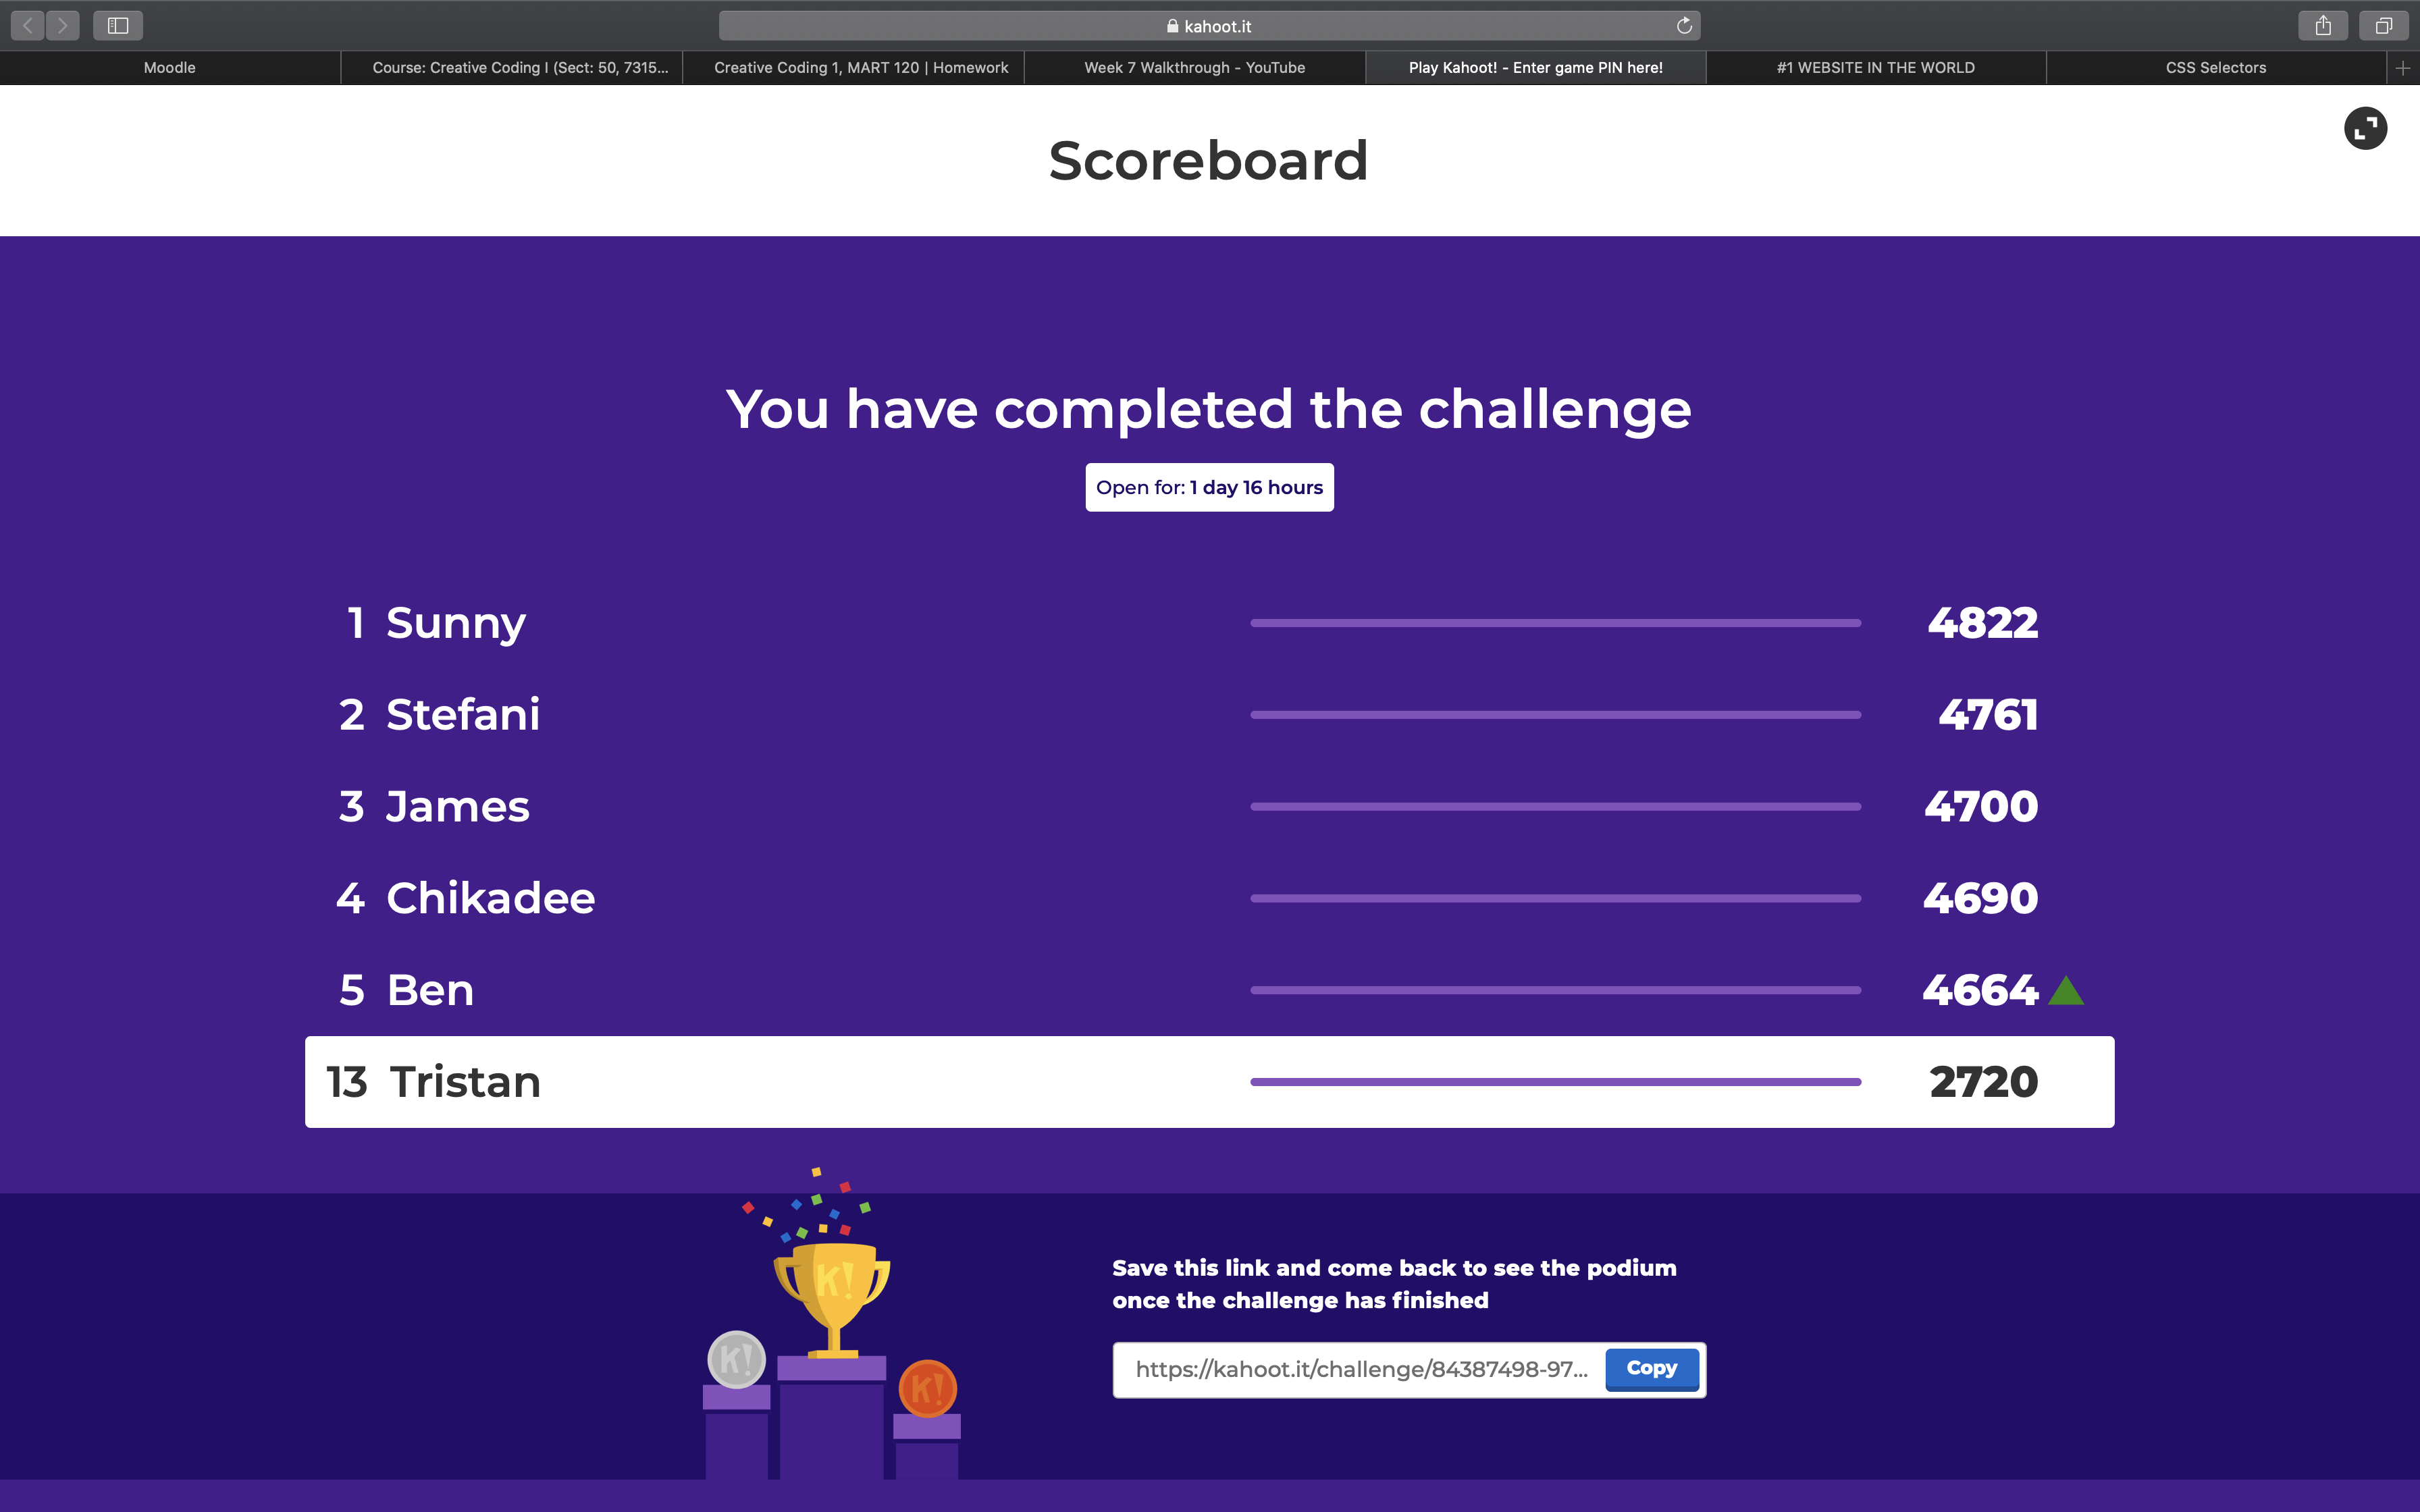 kahoot.it
Moodle
Course: Creative Coding I (Sect: 50, 7315...
Creative Coding 1, MART 120 | Homework
Week 7 Walkthrough - YouTube
Play Kahoot! - Enter game PIN here!
#1 WEBSITE IN THE WORLD
CSS Selectors
Scoreboard
You have completed the challenge
Open for: 1 day 16 hours
1 Sunny 4822
2 Stefani 4761
3 James 4700
4 Chikadee 4690
5 Ben 4664
13 Tristan 2720
K!
K!
K!
Save this link and come back to see the podium
once the challenge has finished
https://kahoot.it/challenge/84387498-97...
Copy